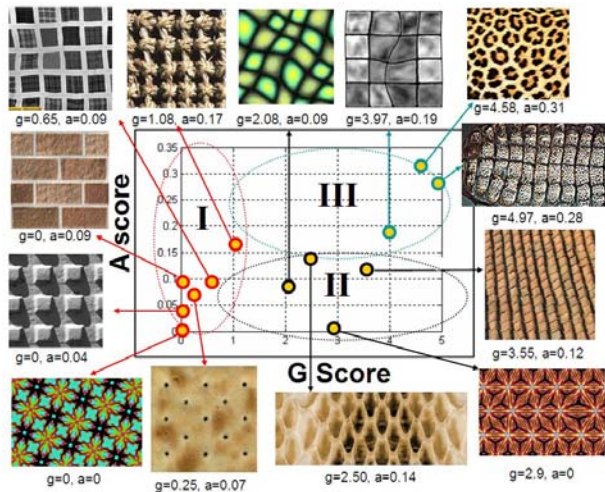 g=0.65, a=0.09
g=1.08, a=0.17
g=2.08, a=0.09
g=3.97, a=0.19
g=4.58, a=0.31
g=4.97, a=0.28
g=0, a=0.09
g=0, a=0.04
g=3.55, a=0.12
g=0, a=0
g=0.25, a=0.07
g=2.50, a=0.14
g=2.9, a=0
A score
0.35
0.3
0.25
0.2
0.15
0.1
0.05
0
I
III
II
0 1 2 3 4 5
G Score